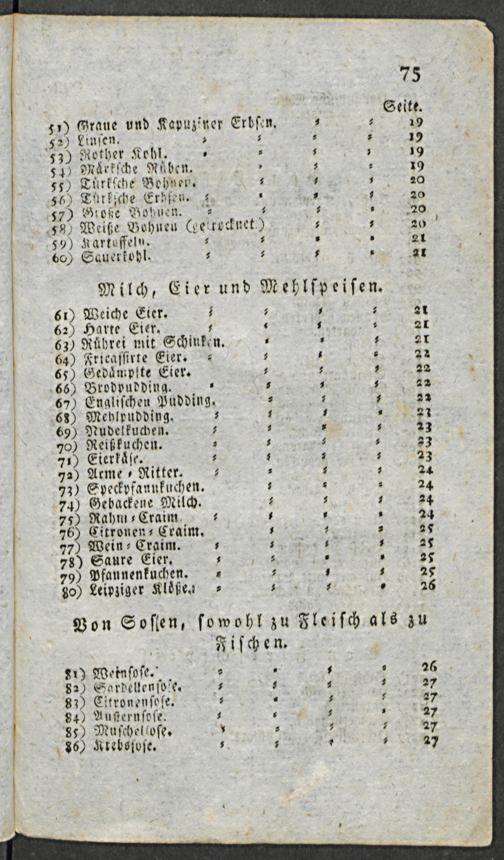 75
Seite.
51) Graue und Kapuziner Erbsen. = = 19
52) Linsen. = = = 19
53) Rother Kohl. = = = 19
54) Märksche Rüben. = = 19
55) Türksche Bohnen. = = 20
56) Türksche Erbsen. = = = 20
57) Große Bohnen. = = = 20
58) Weiße Bohnen (getrocknet.) = = 20
59) Kartoffeln. = = = 21
60) Sauerkohl. = = = 21
Milch, Eier und Mehlspeisen.
61) Weiche Eier. = = = = 21
62) Harte Eier. = = = = 21
63) Rührei mit Schinken. = = = 21
64) Fricassirte Eier. = = = = 22
65) Gedämpfte Eier. = = = 22
66) Brodpudding. = = = = 22
67) Englischen Pudding. = = = 22
68) Mehlpudding. = = = = 23
69) Nudelkuchen. = = = = 23
70) Reißkuchen. = = = 23
71) Eierkäse. = = = = 23
72) Arme = Ritter. = = = = 24
73) Speckpfannkuchen. = = = 24
74) Gebackene Milch. = = = 24
75) Rahm = Craim = = = = 24
76) Citronen = Craim. = = = 25
77) Wein = Craim. = = = = 25
78) Saure Eier. = = = = 25
79) Pfannenkuchen. = = = = 25
80) Leipziger Klöße. = = = = 26
Von Sosen, sowohl zu Fleisch als zu
Fischen.
81) Weinsose. = = = = 26
82) Sardellensose. = = = = 27
83) Citronensose. = = = = 27
84) Austernsose. = = = = 27
85) Muschelsose. = = = = 27
86) Krebssose. = = = = 27